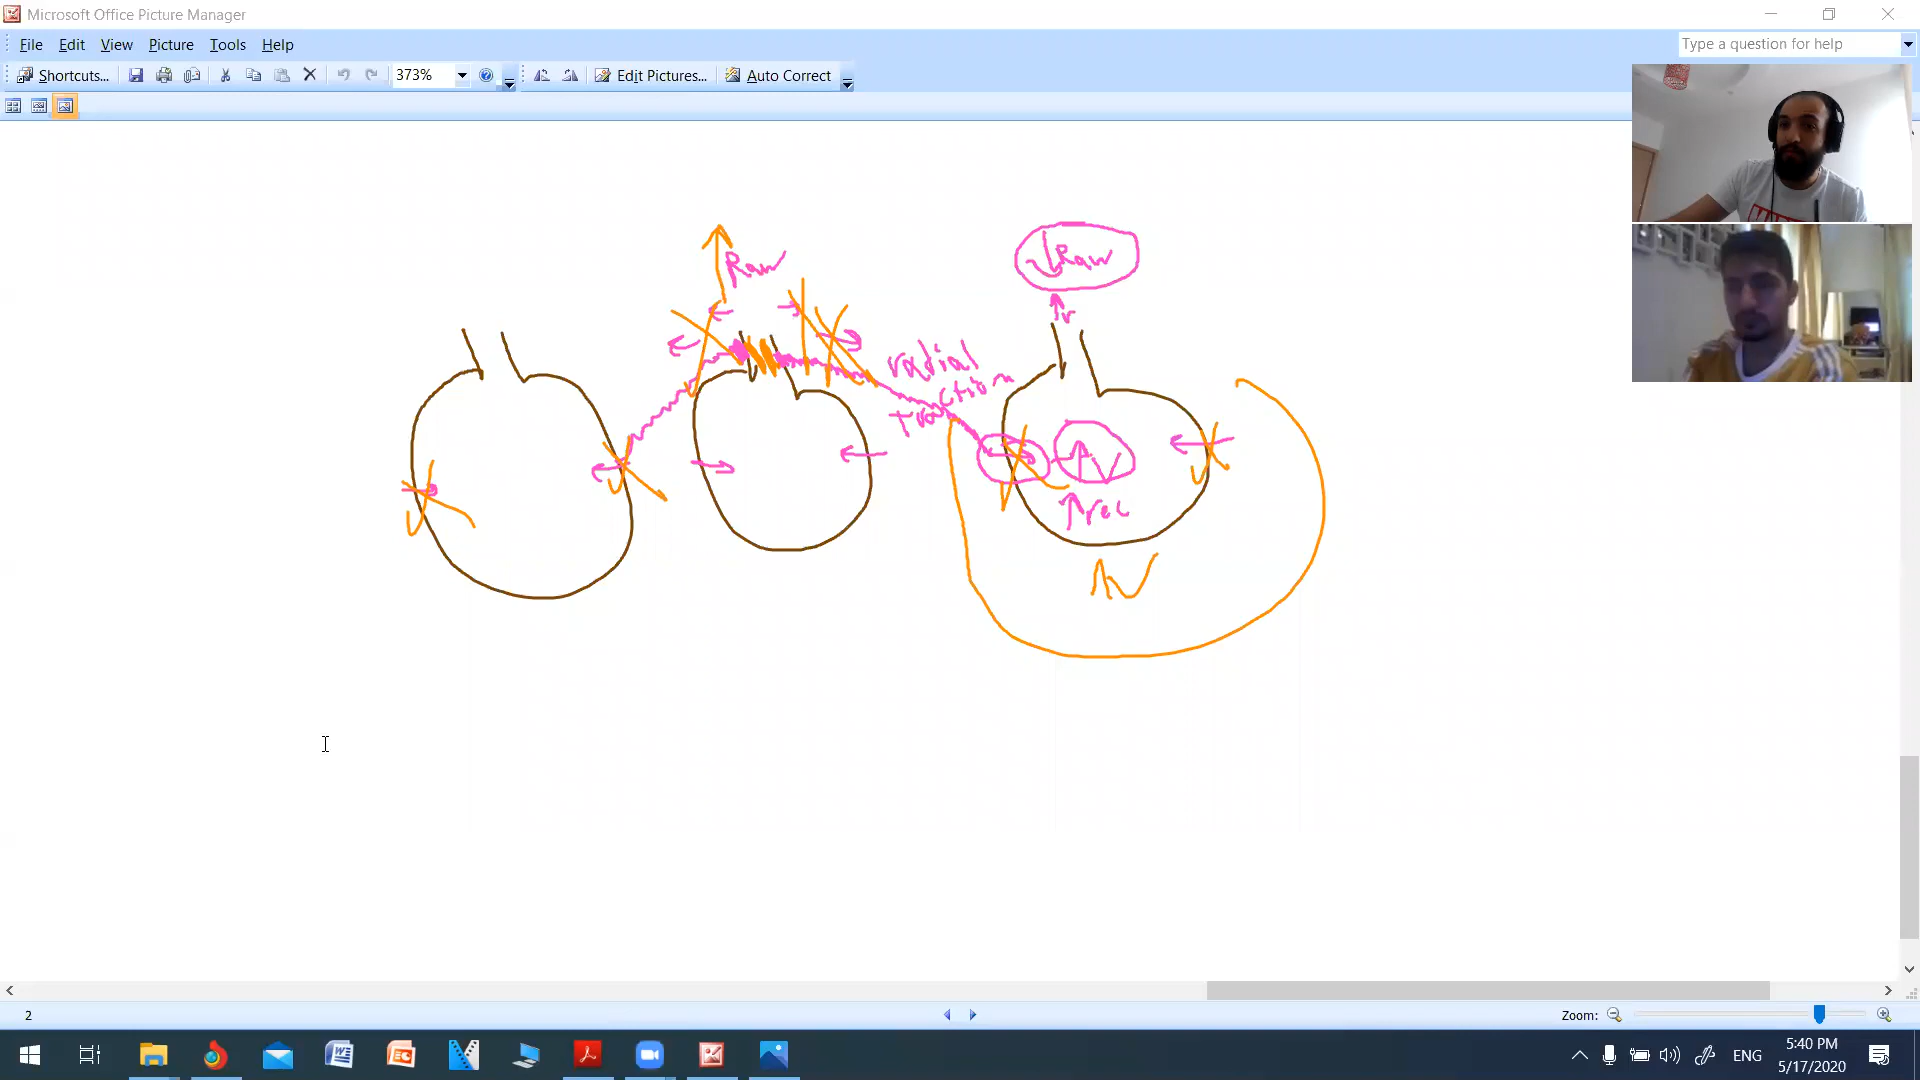 Microsoft Office Picture Manager
File Edit View Picture Tools Help
Type a question for help
Shortcuts... 373% Edit Pictures... Auto Correct
Raw
↓Raw
↑r
radial
traction
↑V
↑rec
↑V
2
Zoom:
ENG
5:40 PM
5/17/2020